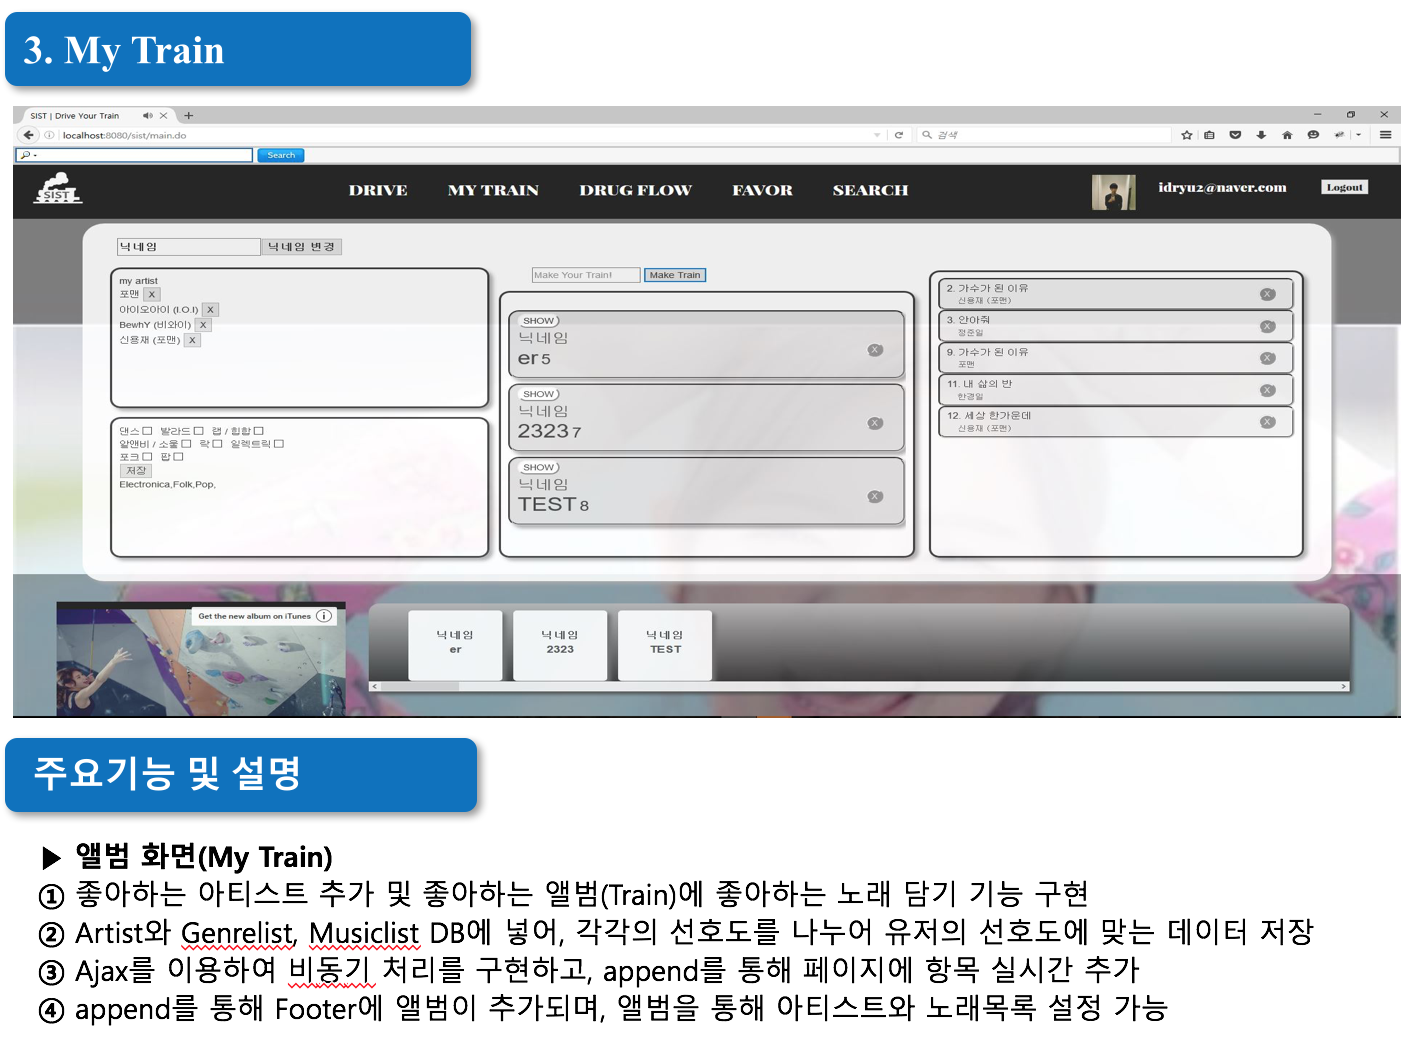 3. My Train
SIST | Drive Your Train
localhost:8080/sist/main.do
검색
Search
SIST
DRIVE MY TRAIN DRUG FLOW FAVOR SEARCH
idryu2@naver.com
Logout
닉네임 닉네임 변경
my artist
포맨 X
아이오아이 (I.O.I) X
BewhY (비와이) X
신용재 (포맨) X
댄스 발라드 랩 / 힙합
알앤비 / 소울 락 일렉트릭
포크 팝
저장
Electronica,Folk,Pop,
Make Your Train! Make Train
SHOW
닉네임
er 5
X
SHOW
닉네임
2323 7
X
SHOW
닉네임
TEST 8
X
2. 가수가 된 이유
신용재 (포맨)
X
3. 안아줘
정준일
X
9. 가수가 된 이유
포맨
X
11. 내 삶의 반
한경일
X
12. 세상 한가운데
신용재 (포맨)
X
Get the new album on iTunes
닉네임
er
닉네임
2323
닉네임
TEST
주요기능 및 설명
▶ 앨범 화면(My Train)
① 좋아하는 아티스트 추가 및 좋아하는 앨범(Train)에 좋아하는 노래 담기 기능 구현
② Artist와 Genrelist, Musiclist DB에 넣어, 각각의 선호도를 나누어 유저의 선호도에 맞는 데이터 저장
③ Ajax를 이용하여 비동기 처리를 구현하고, append를 통해 페이지에 항목 실시간 추가
④ append를 통해 Footer에 앨범이 추가되며, 앨범을 통해 아티스트와 노래목록 설정 가능